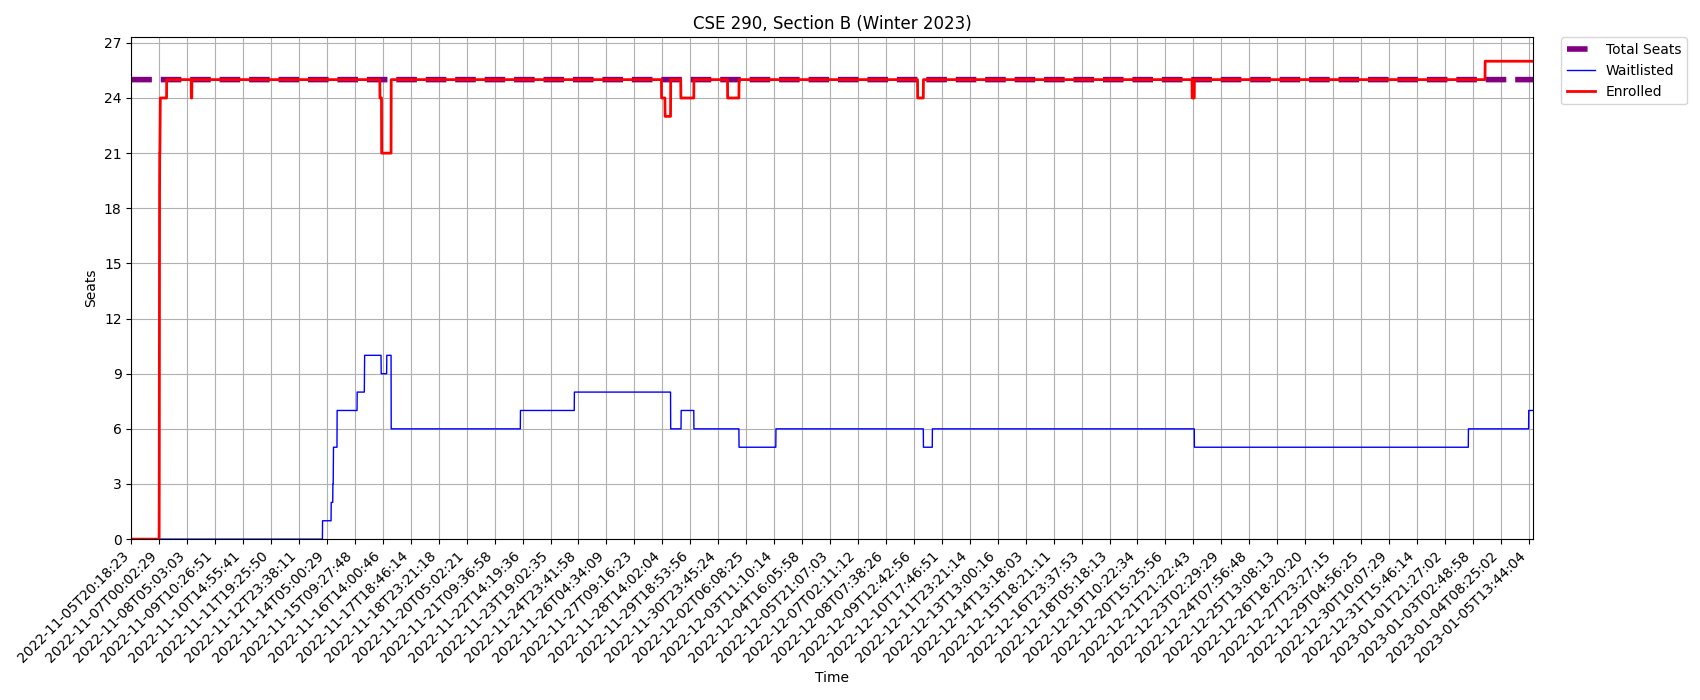 CSE 290, Section B (Winter 2023)
27
24
21
18
15
12
9
6
3
0
Seats
Total Seats
Waitlisted
Enrolled
2022-11-05T20:18:23
2022-11-07T00:02:29
2022-11-08T05:03:03
2022-11-09T10:26:51
2022-11-10T14:55:41
2022-11-11T19:25:50
2022-11-12T23:38:11
2022-11-14T05:00:29
2022-11-15T09:27:48
2022-11-16T14:00:46
2022-11-17T18:46:14
2022-11-18T23:21:18
2022-11-20T05:02:21
2022-11-21T09:36:58
2022-11-22T14:19:36
2022-11-23T19:02:35
2022-11-24T23:41:58
2022-11-26T04:34:09
2022-11-27T09:16:23
2022-11-28T14:02:04
2022-11-29T18:53:56
2022-11-30T23:45:24
2022-12-02T06:08:25
2022-12-03T11:10:14
2022-12-04T16:05:58
2022-12-05T21:07:03
2022-12-07T02:11:12
2022-12-08T07:38:26
2022-12-09T12:42:56
2022-12-10T17:46:51
2022-12-11T23:21:14
2022-12-13T13:00:16
2022-12-14T13:18:03
2022-12-15T18:21:11
2022-12-16T23:37:53
2022-12-18T05:18:13
2022-12-19T10:22:34
2022-12-20T15:25:56
2022-12-21T21:22:43
2022-12-23T02:29:29
2022-12-24T07:56:48
2022-12-25T13:08:13
2022-12-26T18:20:20
2022-12-27T23:27:15
2022-12-29T04:56:25
2022-12-30T10:07:29
2022-12-31T15:46:14
2023-01-01T21:27:02
2023-01-03T02:48:58
2023-01-04T08:25:02
2023-01-05T13:44:04
Time